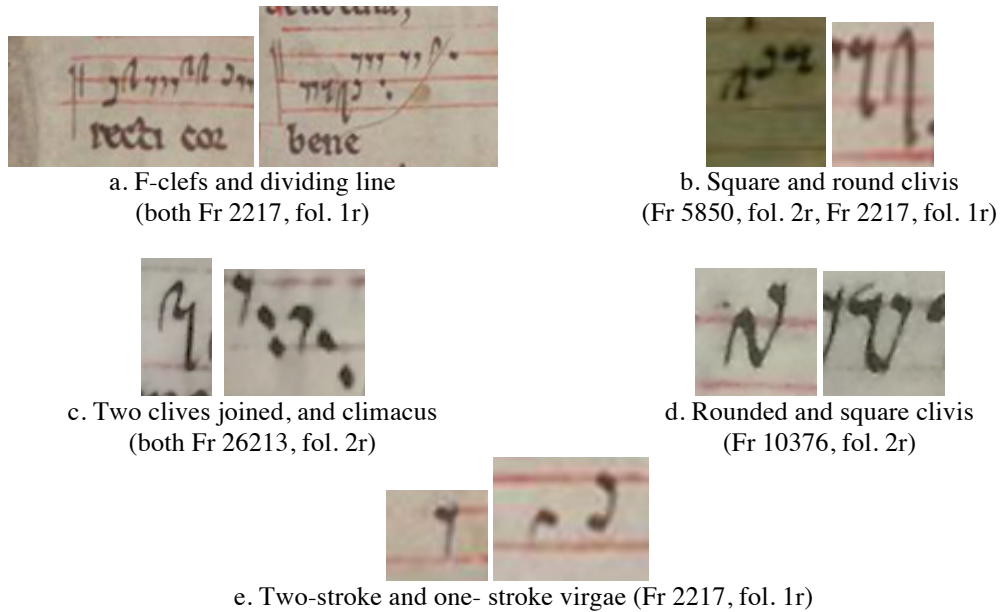 recti cor
bene
a. F-clefs and dividing line
(both Fr 2217, fol. 1r)
b. Square and round clivis
(Fr 5850, fol. 2r, Fr 2217, fol. 1r)
c. Two clives joined, and climacus
(both Fr 26213, fol. 2r)
d. Rounded and square clivis
(Fr 10376, fol. 2r)
e. Two-stroke and one- stroke virgae (Fr 2217, fol. 1r)